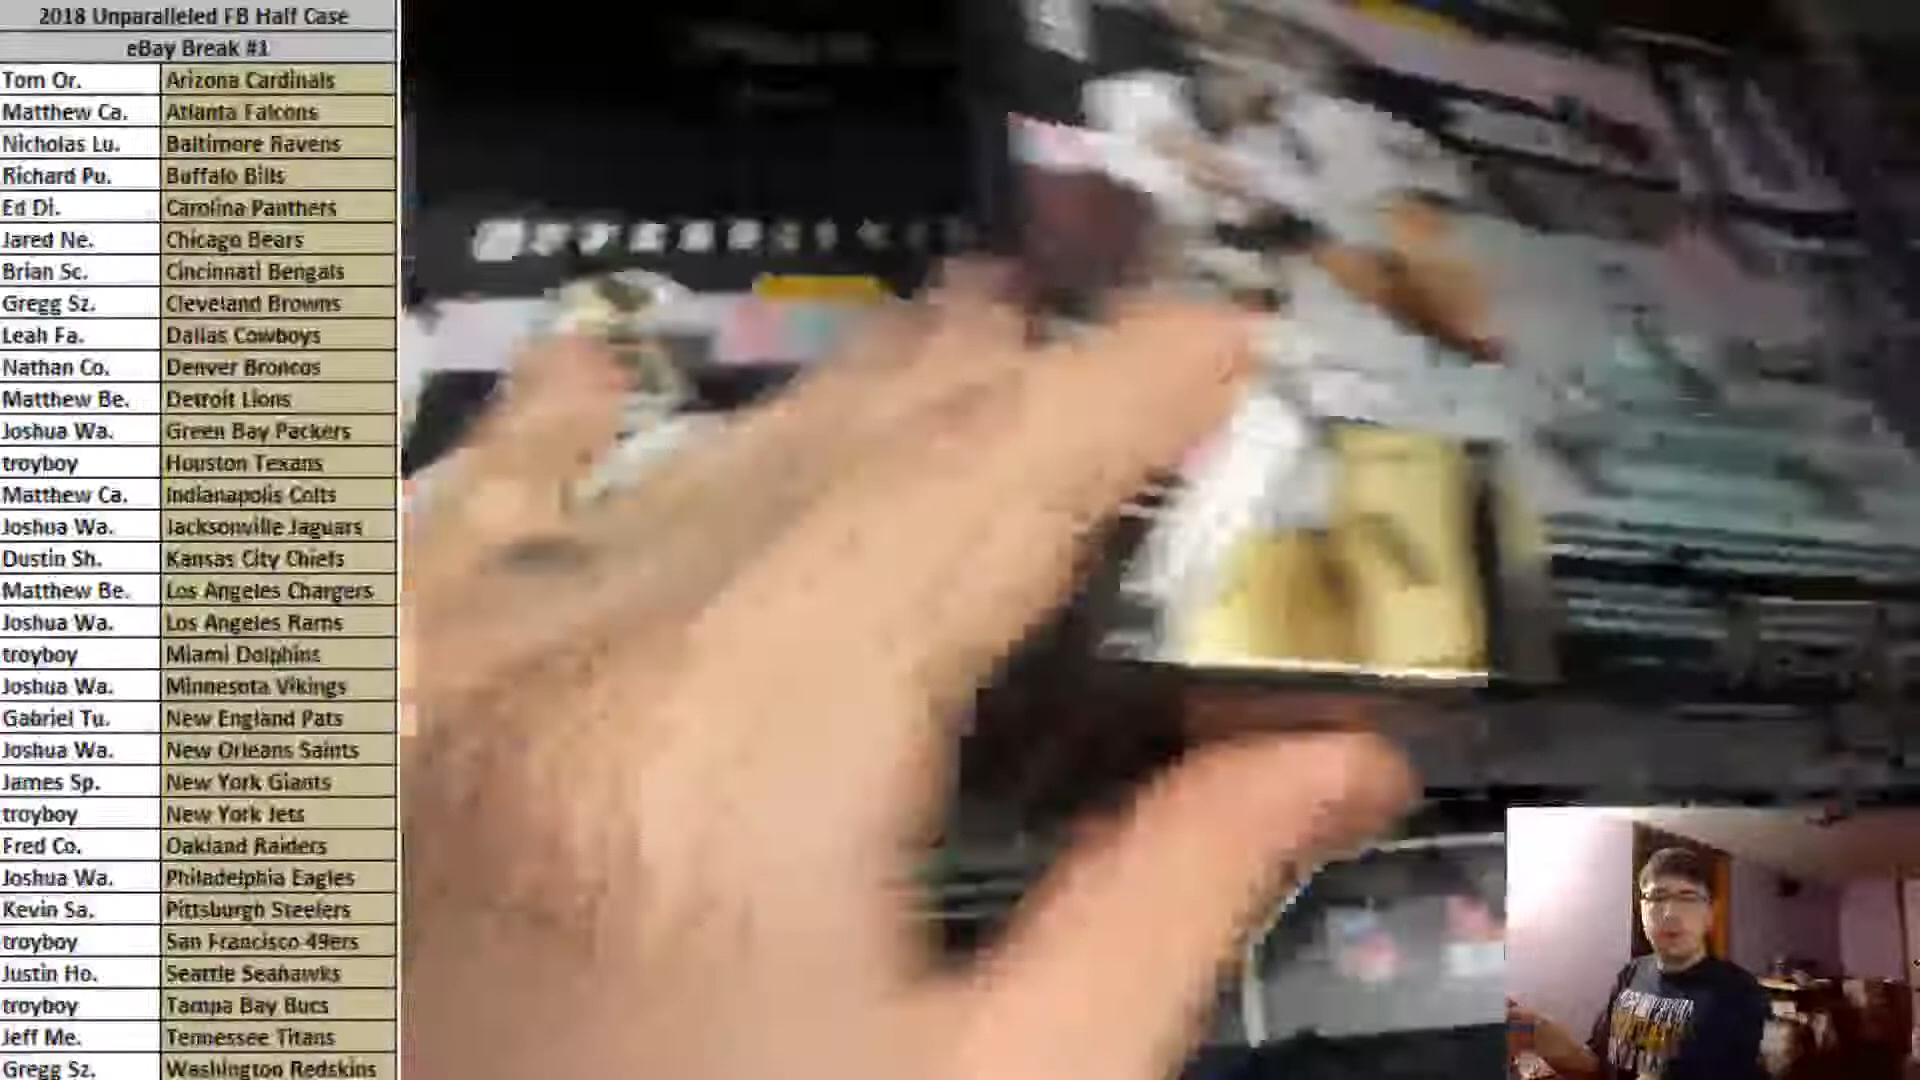 2018 Unparalleled FB Half Case
eBay Break #1
Tom Or. Arizona Cardinals
Matthew Ca. Atlanta Falcons
Nicholas Lu. Baltimore Ravens
Richard Pu. Buffalo Bills
Ed Di. Carolina Panthers
Jared Ne. Chicago Bears
Brian Sc. Cincinnati Bengals
Gregg Sz. Cleveland Browns
Leah Fa. Dallas Cowboys
Nathan Co. Denver Broncos
Matthew Be. Detroit Lions
Joshua Wa. Green Bay Packers
troyboy Houston Texans
Matthew Ca. Indianapolis Colts
Joshua Wa. Jacksonville Jaguars
Dustin Sh. Kansas City Chiefs
Matthew Be. Los Angeles Chargers
Joshua Wa. Los Angeles Rams
troyboy Miami Dolphins
Joshua Wa. Minnesota Vikings
Gabriel Tu. New England Pats
Joshua Wa. New Orleans Saints
James Sp. New York Giants
troyboy New York Jets
Fred Co. Oakland Raiders
Joshua Wa. Philadelphia Eagles
Kevin Sa. Pittsburgh Steelers
troyboy San Francisco 49ers
Justin Ho. Seattle Seahawks
troyboy Tampa Bay Bucs
Jeff Me. Tennessee Titans
Gregg Sz. Washington Redskins